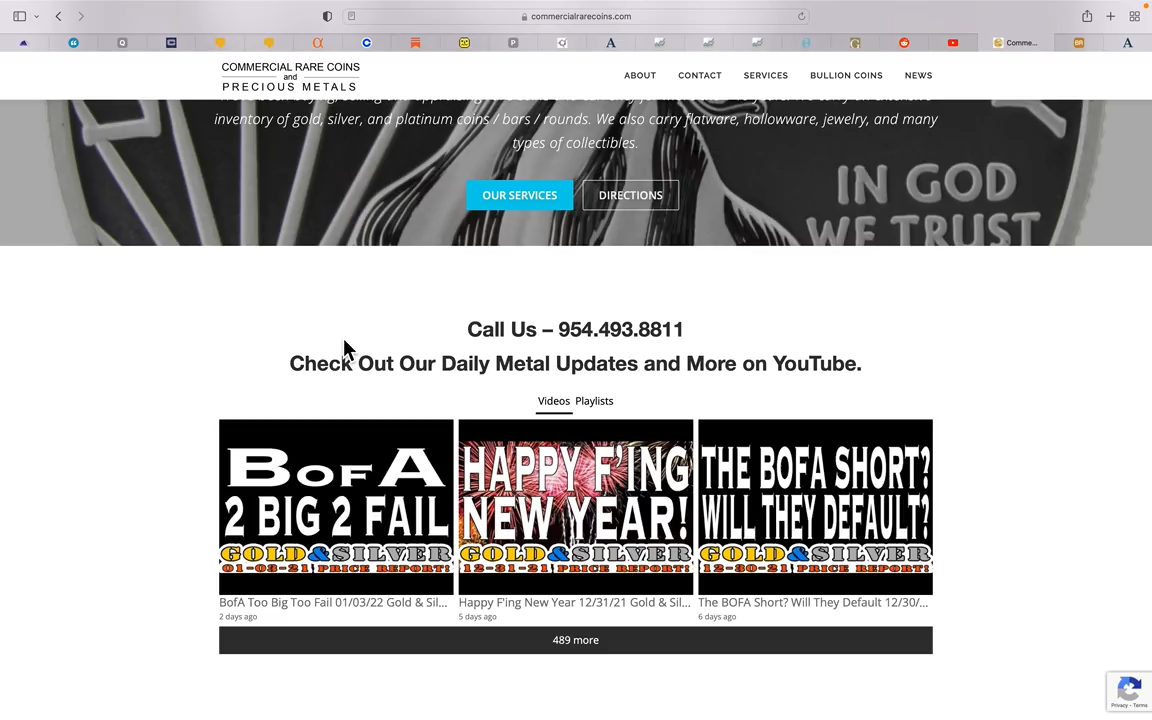 commercialrarecoins.com
Comme...
COMMERCIAL RARE COINS
and
PRECIOUS METALS
ABOUT CONTACT SERVICES BULLION COINS NEWS
inventory of gold, silver, and platinum coins / bars / rounds. We also carry flatware, hollowware, jewelry, and many
types of collectibles.
OUR SERVICES DIRECTIONS
IN GOD
WE TRUST
Call Us – 954.493.8811
Check Out Our Daily Metal Updates and More on YouTube.
Videos Playlists
BOFA
2 BIG 2 FAIL
GOLD&SILVER
01-03-21 PRICE REPORT!
HAPPY F'ING
NEW YEAR!
GOLD&SILVER
12-31-21 PRICE REPORT!
THE BOFA SHORT?
WILL THEY DEFAULT?
GOLD&SILVER
12-30-21 PRICE REPORT!
BofA Too Big Too Fail 01/03/22 Gold & Sil...
2 days ago
Happy F'ing New Year 12/31/21 Gold & Sil...
5 days ago
The BOFA Short? Will They Default 12/30/...
6 days ago
489 more
Privacy - Terms